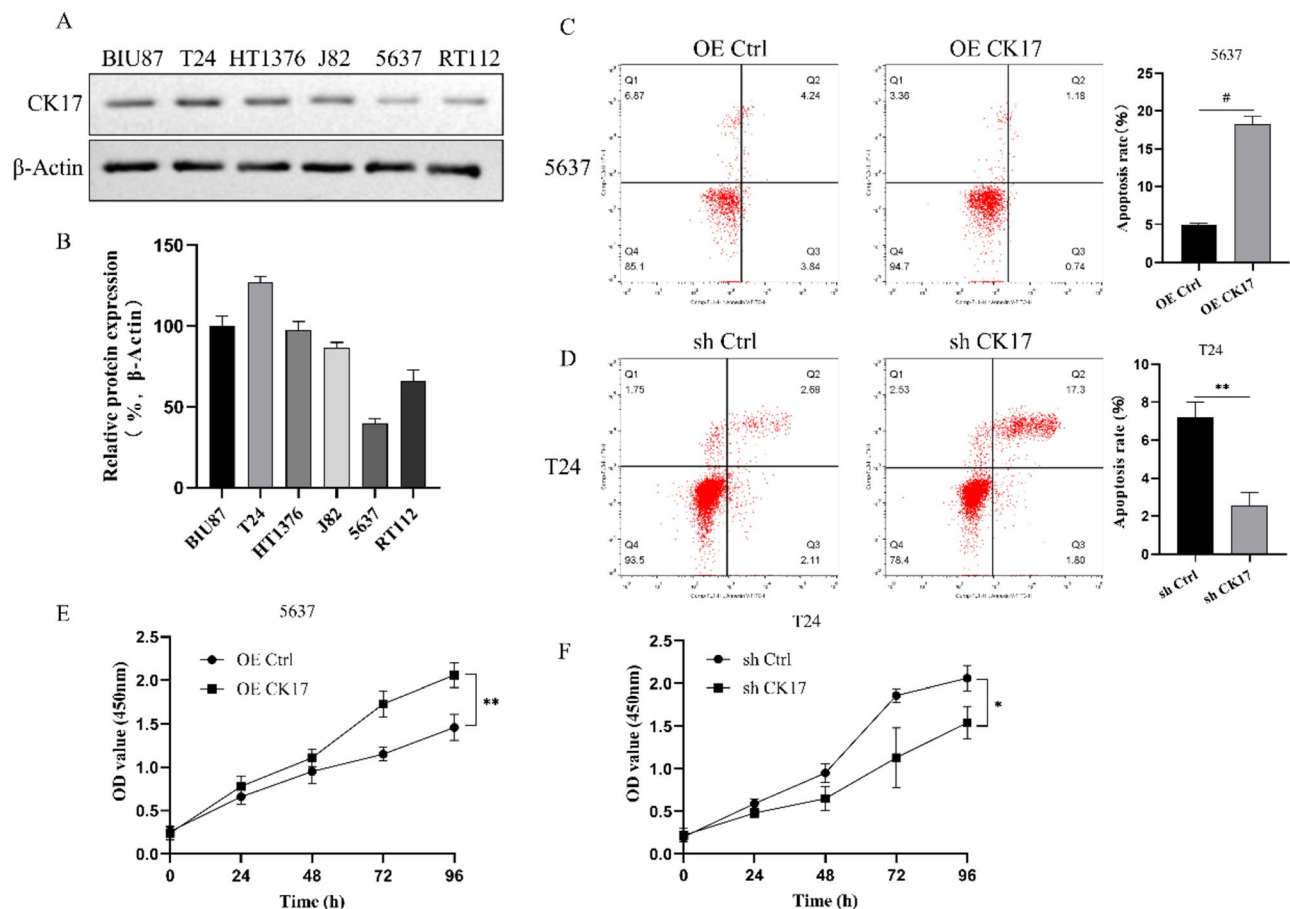 A
BIU87 T24 HT1376 J82 5637 RT112
CK17
β-Actin
B
Relative protein expression
(%, β-Actin)
150
100
50
0
BIU87 T24 HT1376 J82 5637 RT112
C
OE Ctrl
OE CK17
5637
Q1
6.87
Q2
4.24
Q4
85.1
Q3
3.84
Q1
3.36
Q2
1.18
Q4
94.7
Q3
0.74
5637
Apoptosis rate (%)
25
20
15
10
5
0
#
OE Ctrl
OE CK17
D
sh Ctrl
sh CK17
T24
Q1
1.75
Q2
2.69
Q4
93.5
Q3
2.11
Q1
2.53
Q2
17.3
Q4
78.4
Q3
1.80
T24
Apoptosis rate (%)
8
6
4
2
0
**
sh Ctrl
sh CK17
E
5637
OE Ctrl
OE CK17
OD value (450nm)
2.5
2.0
1.5
1.0
0.5
0.0
**
0 24 48 72 96
Time (h)
F
T24
sh Ctrl
sh CK17
OD value (450nm)
2.5
2.0
1.5
1.0
0.5
0.0
*
0 24 48 72 96
Time (h)